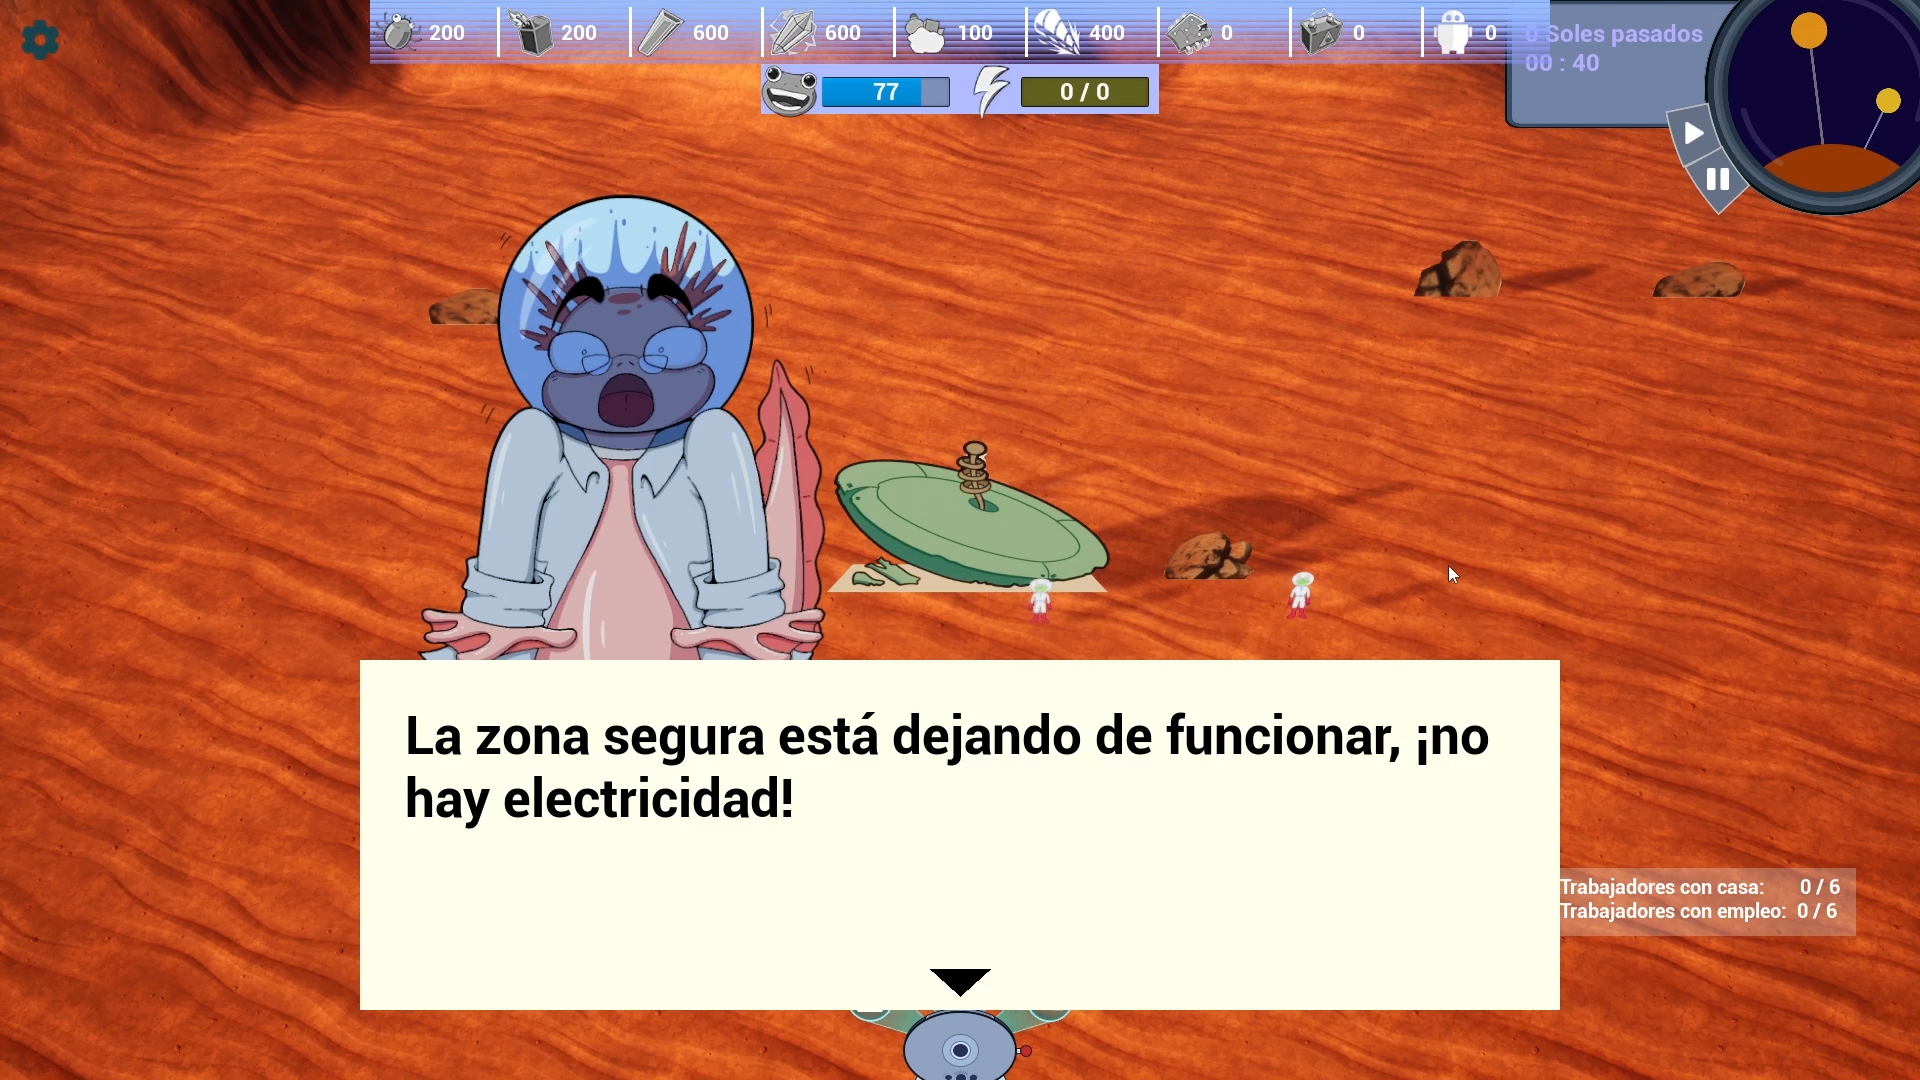 200 200 600 600 100 400 0 0 0
0 Soles pasados
00 : 40
77 0 / 0
La zona segura está dejando de funcionar, ¡no
hay electricidad!
Trabajadores con casa: 0 / 6
Trabajadores con empleo: 0 / 6